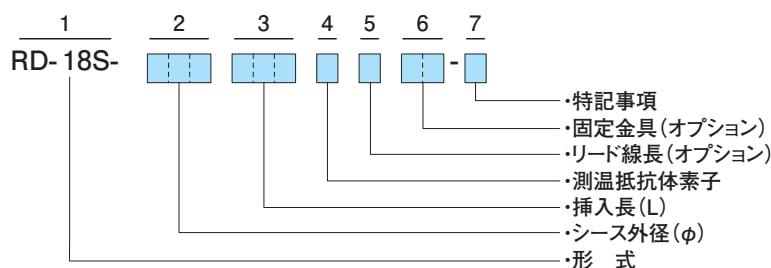 1 2 3 4 5 6 7
RD-18S- -
・特記事項
・固定金具(オプション)
・リード線長(オプション)
・測温抵抗体素子
・挿入長(L)
・シース外径(φ)
・形　式